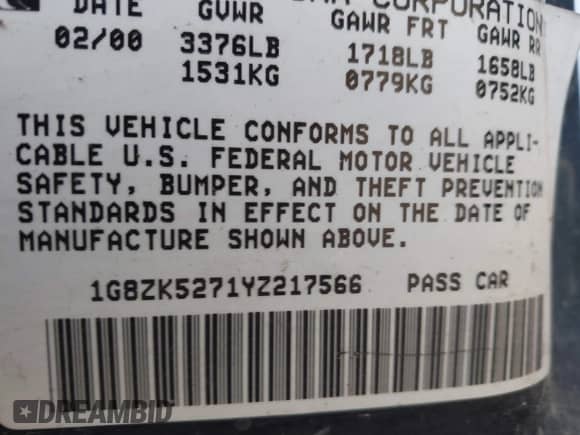 DATE GVWR GAWR FRT GAWR RR
02/00 3376LB 1718LB 1658LB
1531KG 0779KG 0752KG
THIS VEHICLE CONFORMS TO ALL APPLI-
CABLE U.S. FEDERAL MOTOR VEHICLE
SAFETY, BUMPER, AND THEFT PREVENTION
STANDARDS IN EFFECT ON THE DATE OF
MANUFACTURE SHOWN ABOVE.
1G8ZK5271YZ217566 PASS CAR
DREAMBID